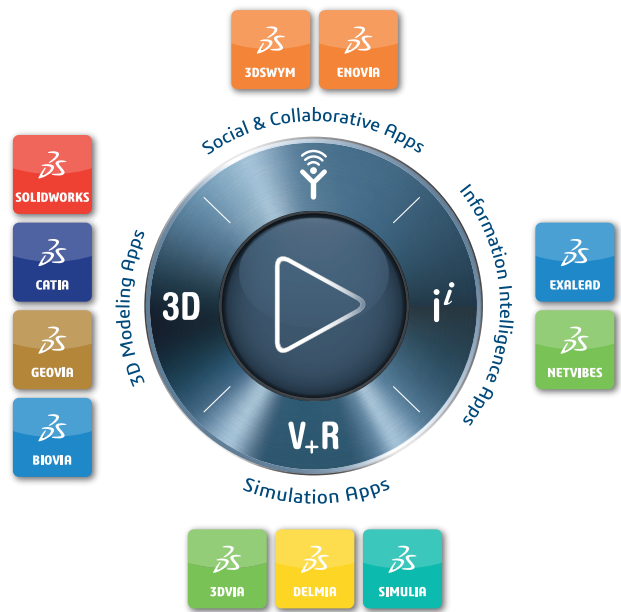 3DSWYM
ENOVIA
Social & Collaborative Apps
SOLIDWORKS
CATIA
GEOVIA
BIOVIA
3D Modeling Apps
3D
i i
V+R
Information Intelligence Apps
EXALEAD
NETVIBES
Simulation Apps
3DVIA
DELMIA
SIMULIA